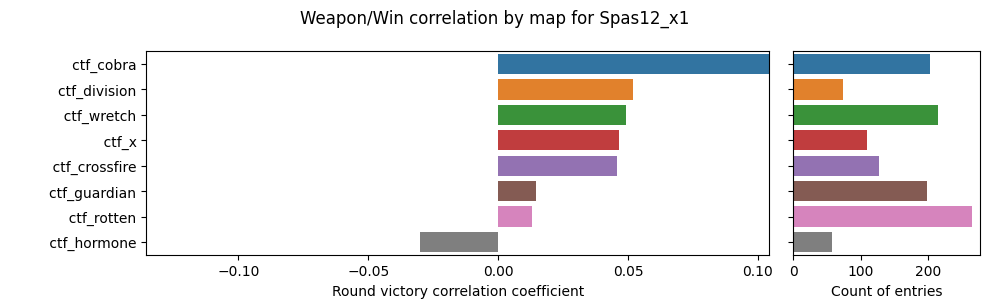 Weapon/Win correlation by map for Spas12_x1
ctf_cobra
ctf_division
ctf_wretch
ctf_x
ctf_crossfire
ctf_guardian
ctf_rotten
ctf_hormone
−0.10 −0.05 0.00 0.05 0.10 0 100 200
Round victory correlation coefficient Count of entries